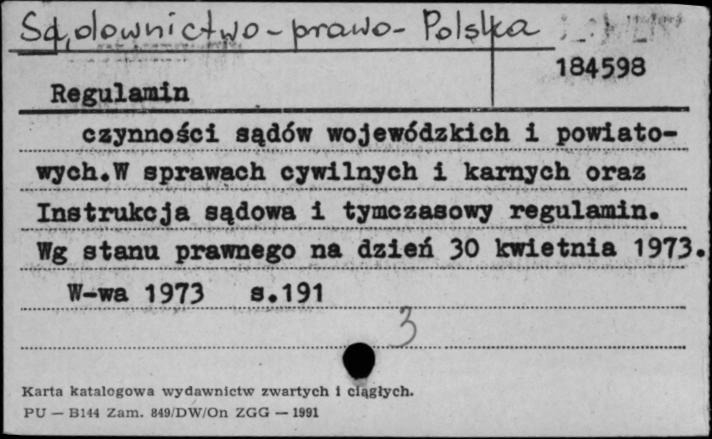 Sądownictwo - prawo - Polska
184598
Regulamin
czynności sądów wojewódzkich i powiato-
wych.W sprawach cywilnych i karnych oraz
Instrukcja sądowa i tymczasowy regulamin.
Wg stanu prawnego na dzień 30 kwietnia 1973.
W-wa 1973 s.191
3
Karta katalogowa wydawnictw zwartych i ciągłych.
PU — B144 Zam. 849/DW/On ZGG — 1991